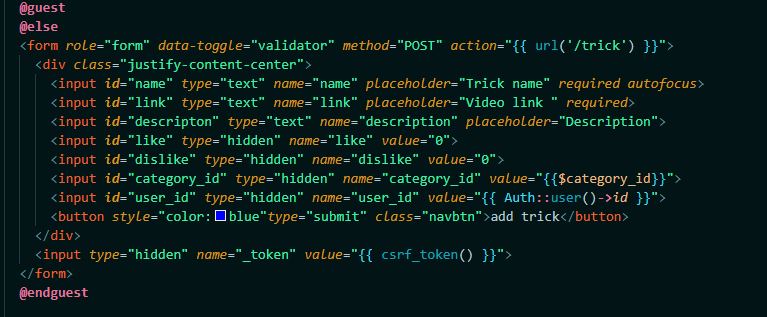 @guest
@else
<form role="form" data-toggle="validator" method="POST" action="{{ url('/trick') }}">
<div class="justify-content-center">
<input id="name" type="text" name="name" placeholder="Trick name" required autofocus>
<input id="link" type="text" name="link" placeholder="Video link " required>
<input id="descripton" type="text" name="description" placeholder="Description">
<input id="like" type="hidden" name="like" value="0">
<input id="dislike" type="hidden" name="dislike" value="0">
<input id="category_id" type="hidden" name="category_id" value="{{$category_id}}">
<input id="user_id" type="hidden" name="user_id" value="{{ Auth::user()->id }}">
<button style="color:blue"type="submit" class="navbtn">add trick</button>
</div>
<input type="hidden" name="_token" value="{{ csrf_token() }}">
</form>
@endguest